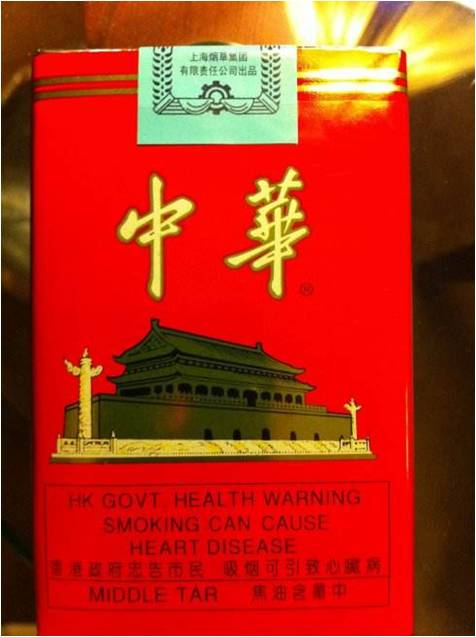 上海烟草集团
有限责任公司出品
中華®
HK GOVT. HEALTH WARNING
SMOKING CAN CAUSE
HEART DISEASE
香港政府忠告市民 吸烟可引致心臟病
MIDDLE TAR 焦油含量中